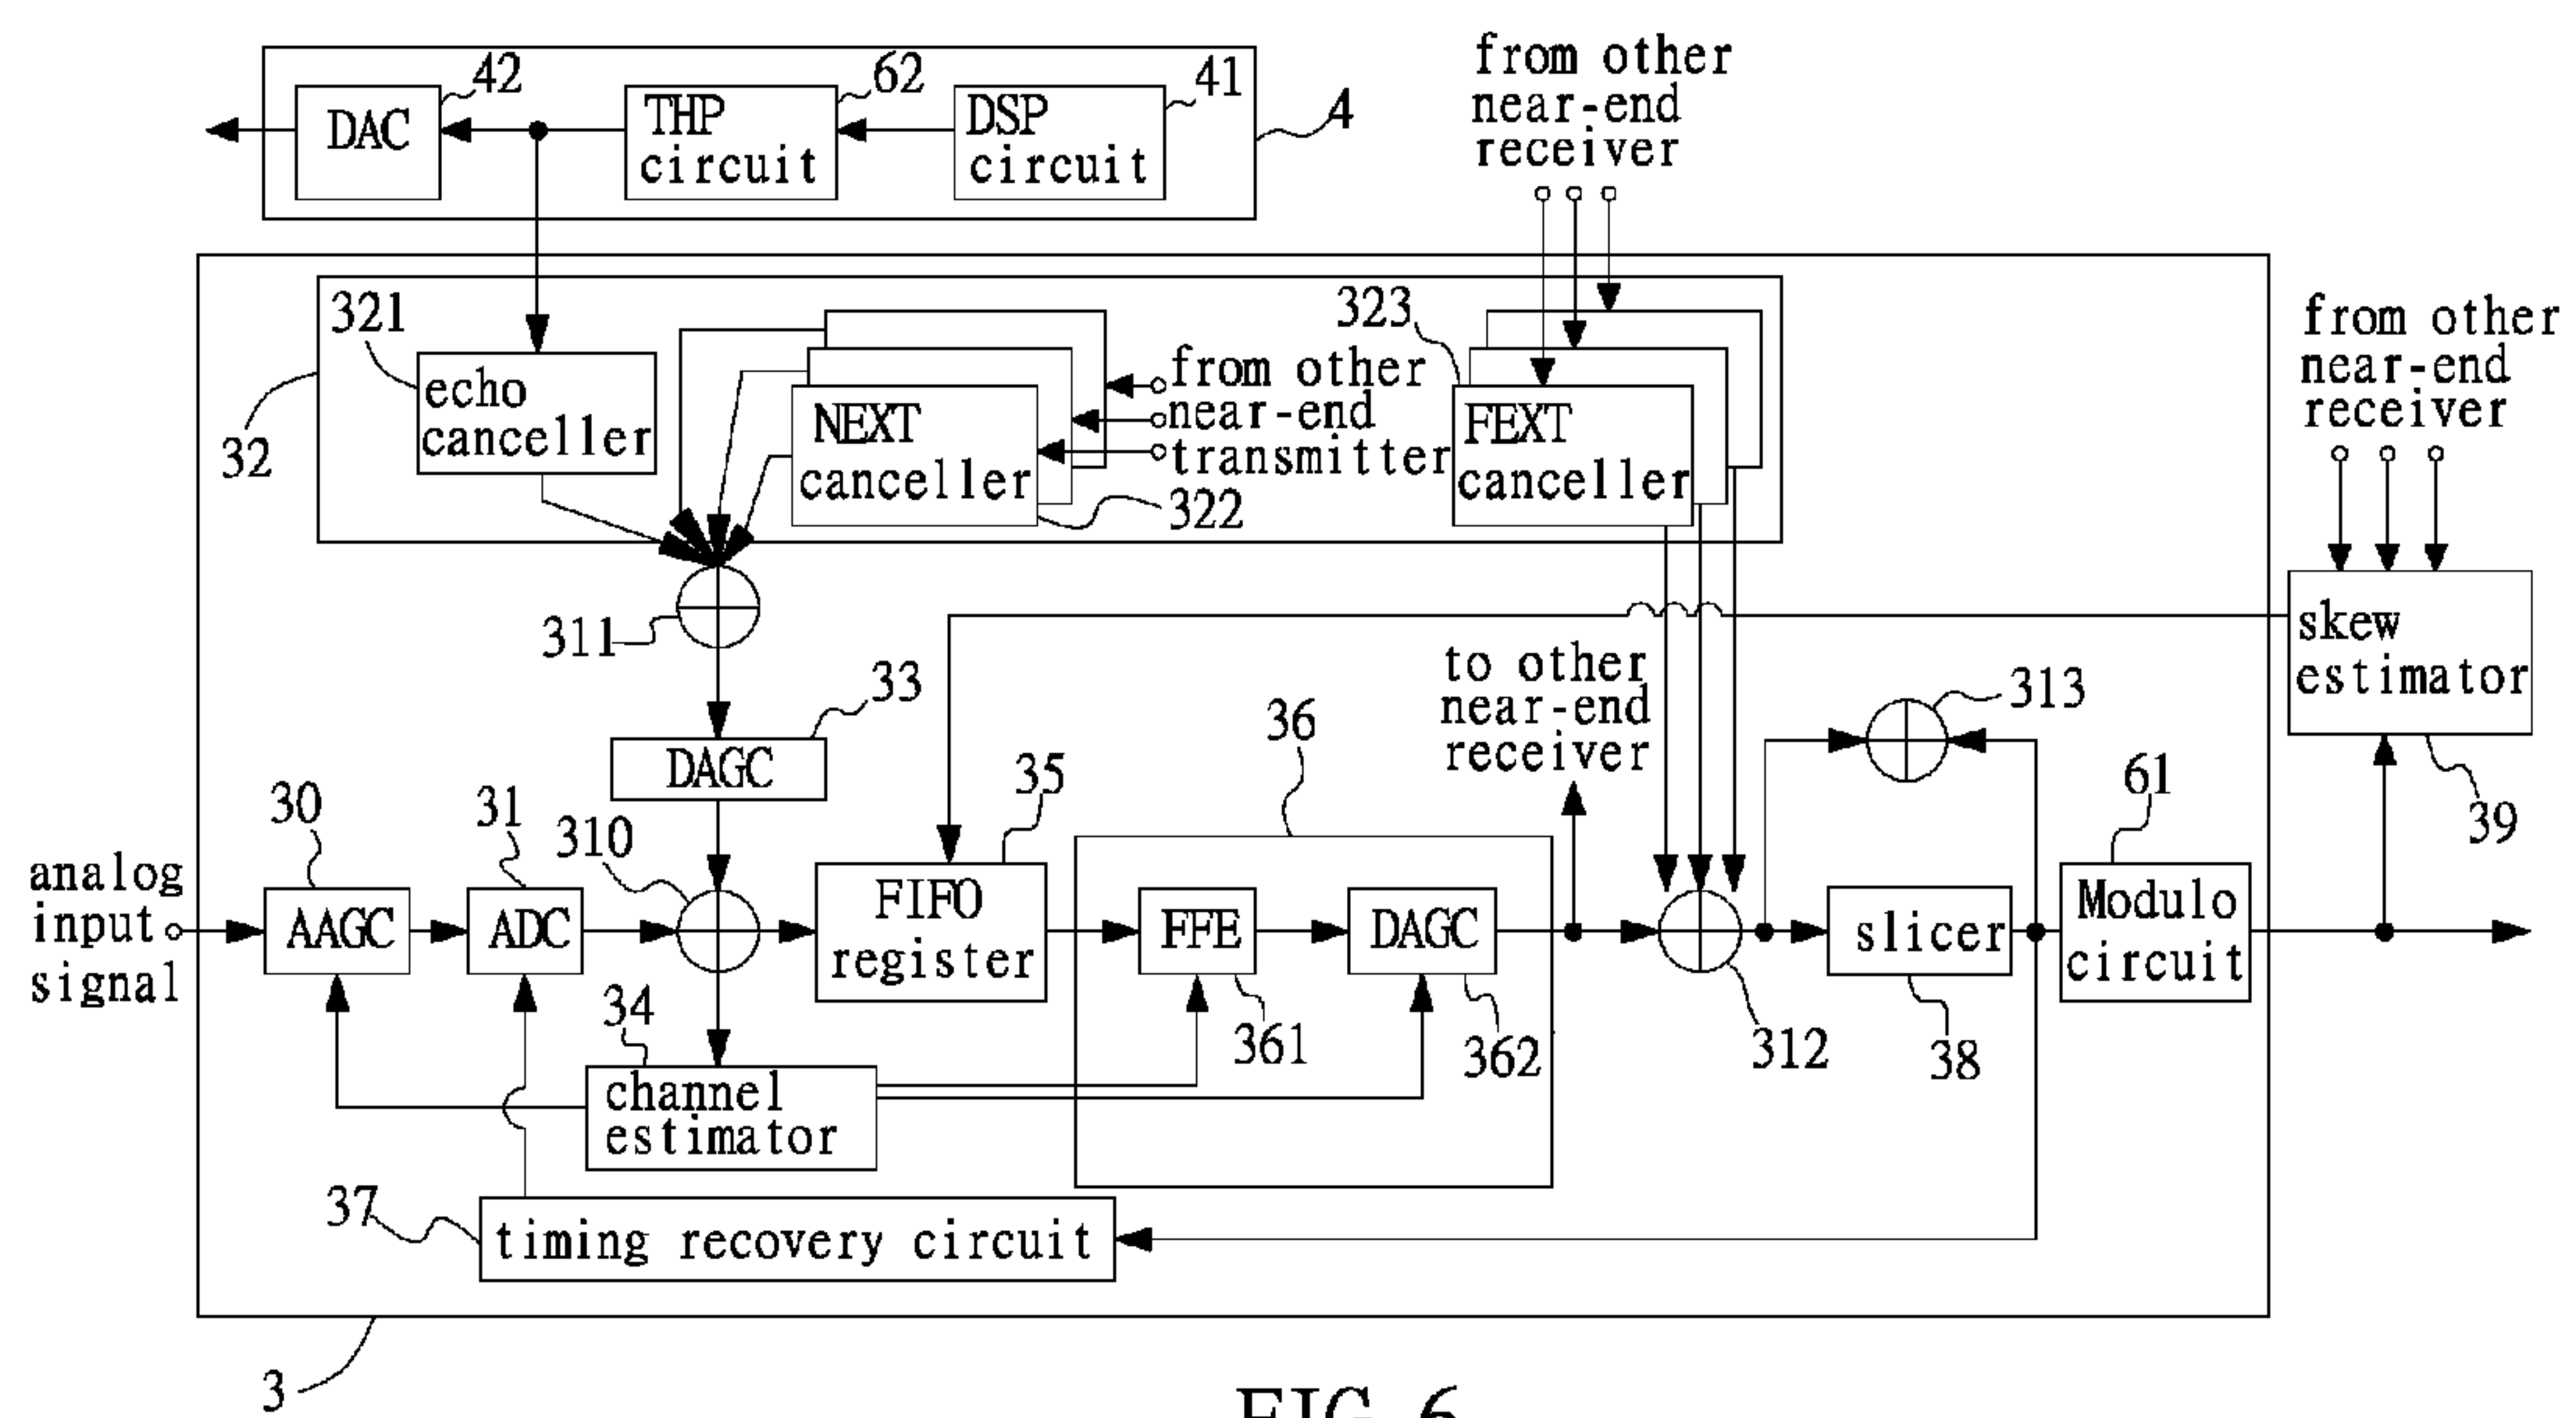 42
62
41
DAC
THP
circuit
DSP
circuit
4
from other
near-end
receiver
321
32
echo
canceller
NEXT
canceller
from other
near-end
transmitter
322
323
FEXT
canceller
from other
near-end
receiver
311
33
DAGC
skew
estimator
39
to other
near-end
receiver
313
36
35
30
31
310
61
analog
input
signal
AAGC
ADC
FIFO
register
FFE
DAGC
slicer
Modulo
circuit
34
361
362
312
38
channel
estimator
37
timing recovery circuit
3
FIG. 6